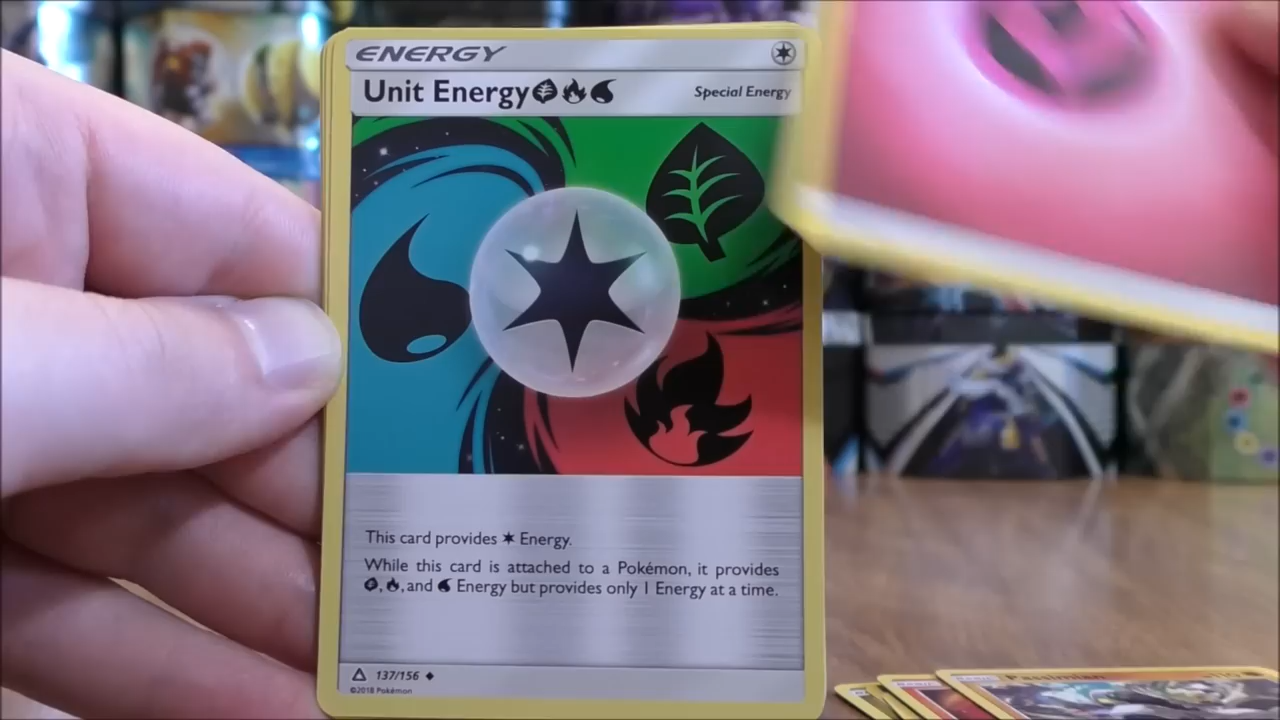 ENERGY
Unit Energy
Special Energy
This card provides Energy.
While this card is attached to a Pokémon, it provides
, , and Energy but provides only 1 Energy at a time.
137/156
©2018 Pokémon
Passimian